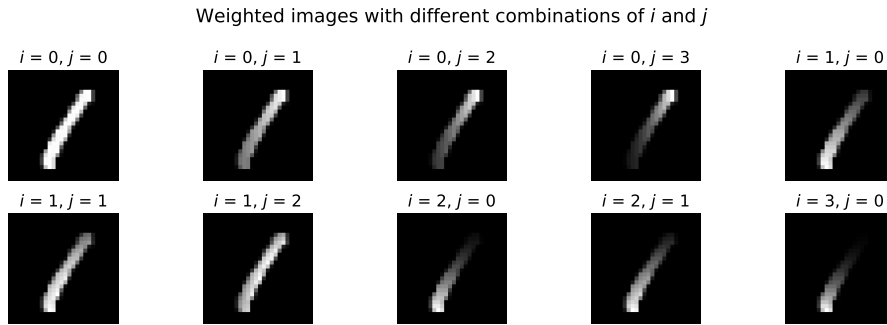 Weighted images with different combinations of i and j
i = 0, j = 0
i = 0, j = 1
i = 0, j = 2
i = 0, j = 3
i = 1, j = 0
i = 1, j = 1
i = 1, j = 2
i = 2, j = 0
i = 2, j = 1
i = 3, j = 0